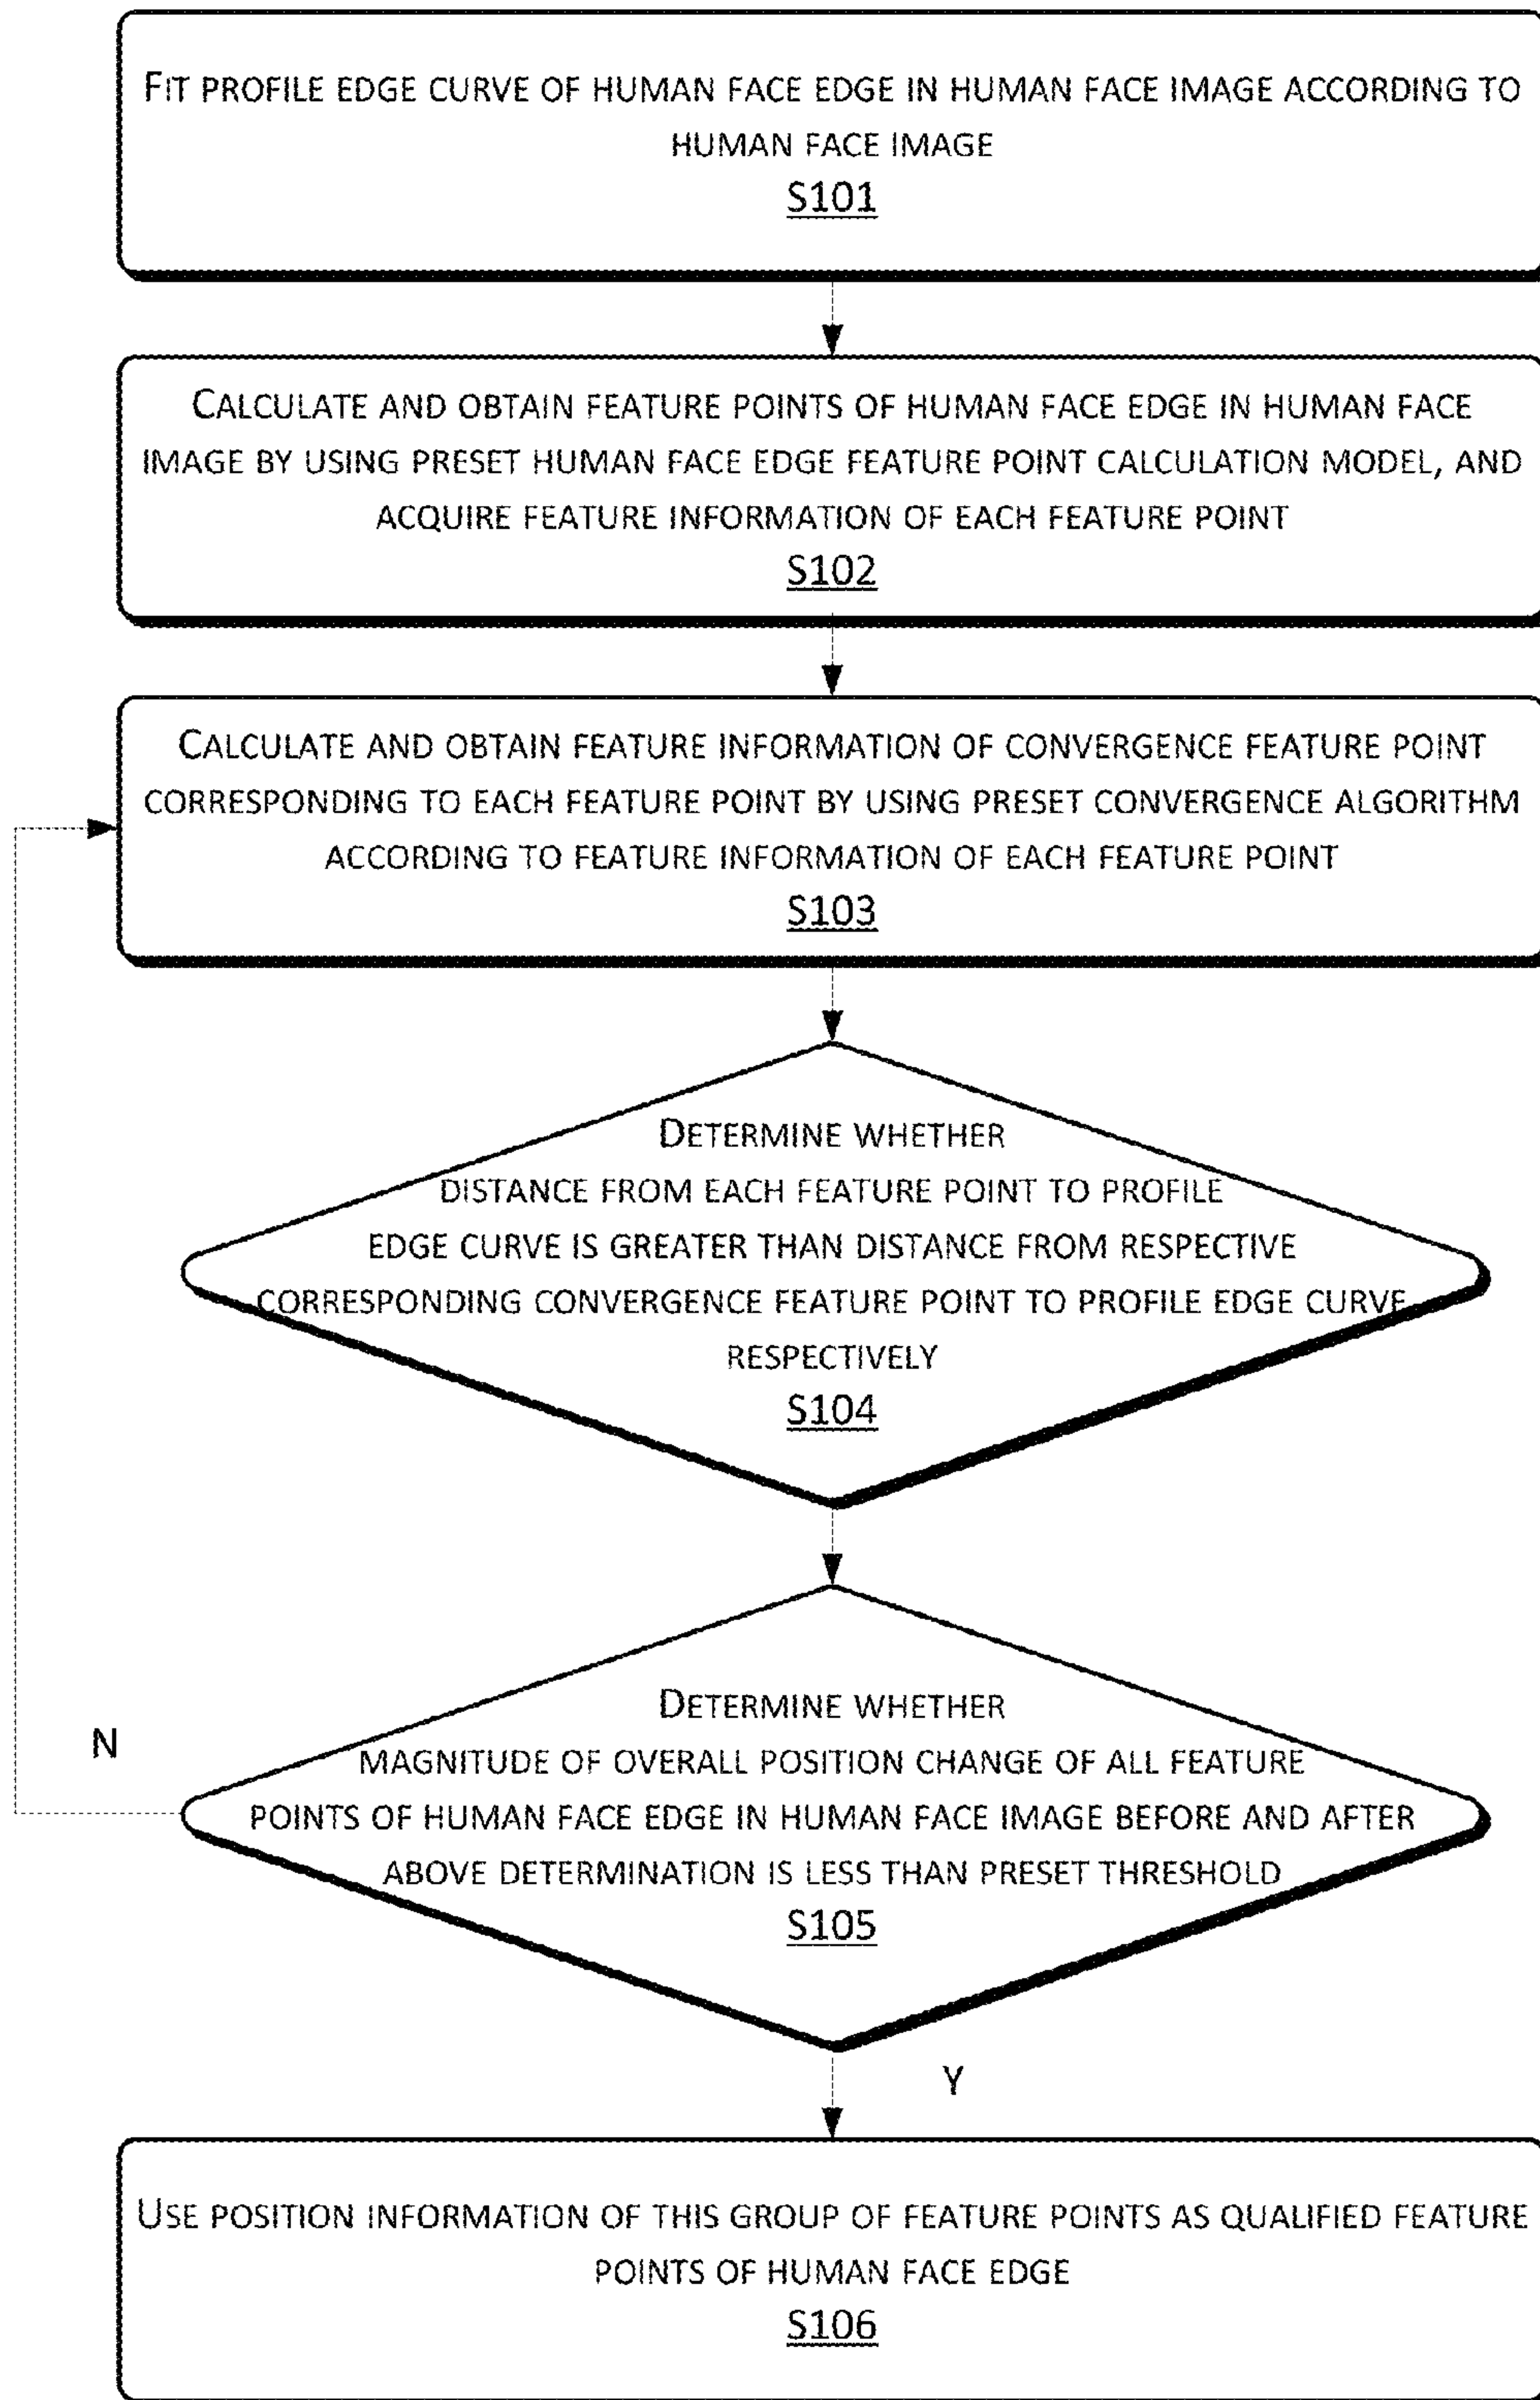 FIT PROFILE EDGE CURVE OF HUMAN FACE EDGE IN HUMAN FACE IMAGE ACCORDING TO
HUMAN FACE IMAGE
S101
CALCULATE AND OBTAIN FEATURE POINTS OF HUMAN FACE EDGE IN HUMAN FACE
IMAGE BY USING PRESET HUMAN FACE EDGE FEATURE POINT CALCULATION MODEL, AND
ACQUIRE FEATURE INFORMATION OF EACH FEATURE POINT
S102
CALCULATE AND OBTAIN FEATURE INFORMATION OF CONVERGENCE FEATURE POINT
CORRESPONDING TO EACH FEATURE POINT BY USING PRESET CONVERGENCE ALGORITHM
ACCORDING TO FEATURE INFORMATION OF EACH FEATURE POINT
S103
DETERMINE WHETHER
DISTANCE FROM EACH FEATURE POINT TO PROFILE
EDGE CURVE IS GREATER THAN DISTANCE FROM RESPECTIVE
CORRESPONDING CONVERGENCE FEATURE POINT TO PROFILE EDGE CURVE
RESPECTIVELY
S104
DETERMINE WHETHER
MAGNITUDE OF OVERALL POSITION CHANGE OF ALL FEATURE
POINTS OF HUMAN FACE EDGE IN HUMAN FACE IMAGE BEFORE AND AFTER
ABOVE DETERMINATION IS LESS THAN PRESET THRESHOLD
S105
N
Y
USE POSITION INFORMATION OF THIS GROUP OF FEATURE POINTS AS QUALIFIED FEATURE
POINTS OF HUMAN FACE EDGE
S106